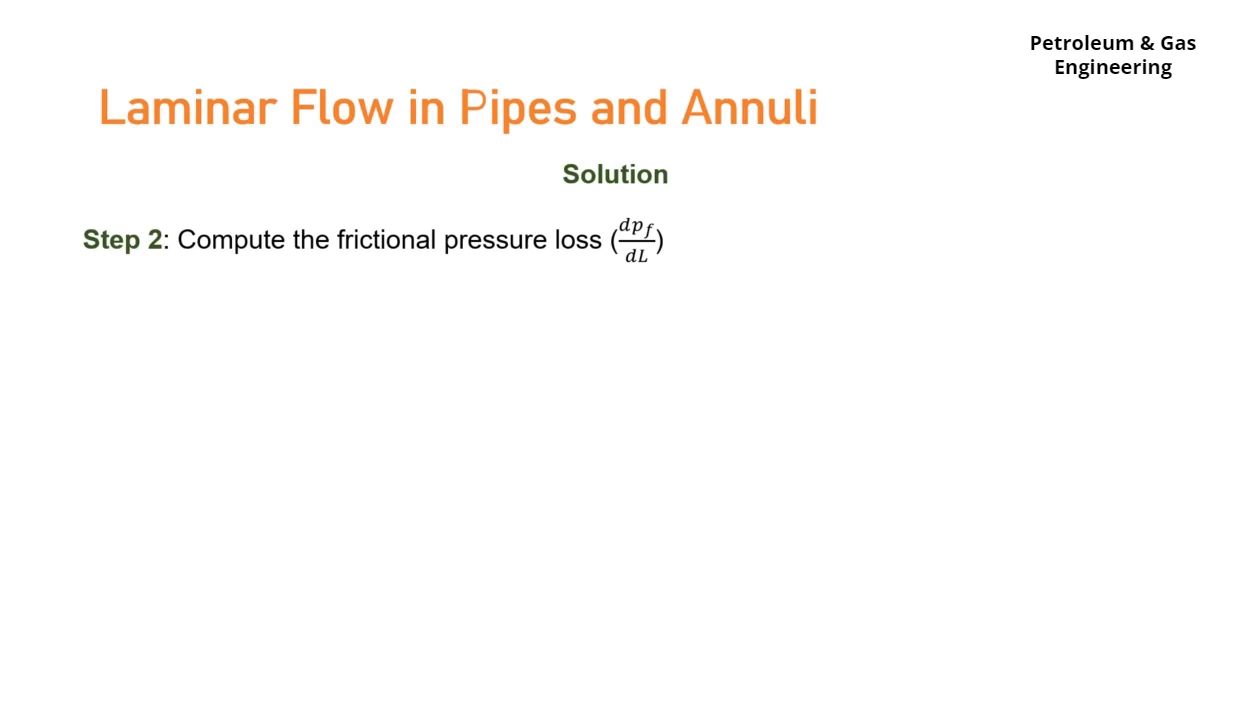 Petroleum & Gas
Engineering
Laminar Flow in Pipes and Annuli
Solution
Step 2: Compute the frictional pressure loss (dp_f/dL)